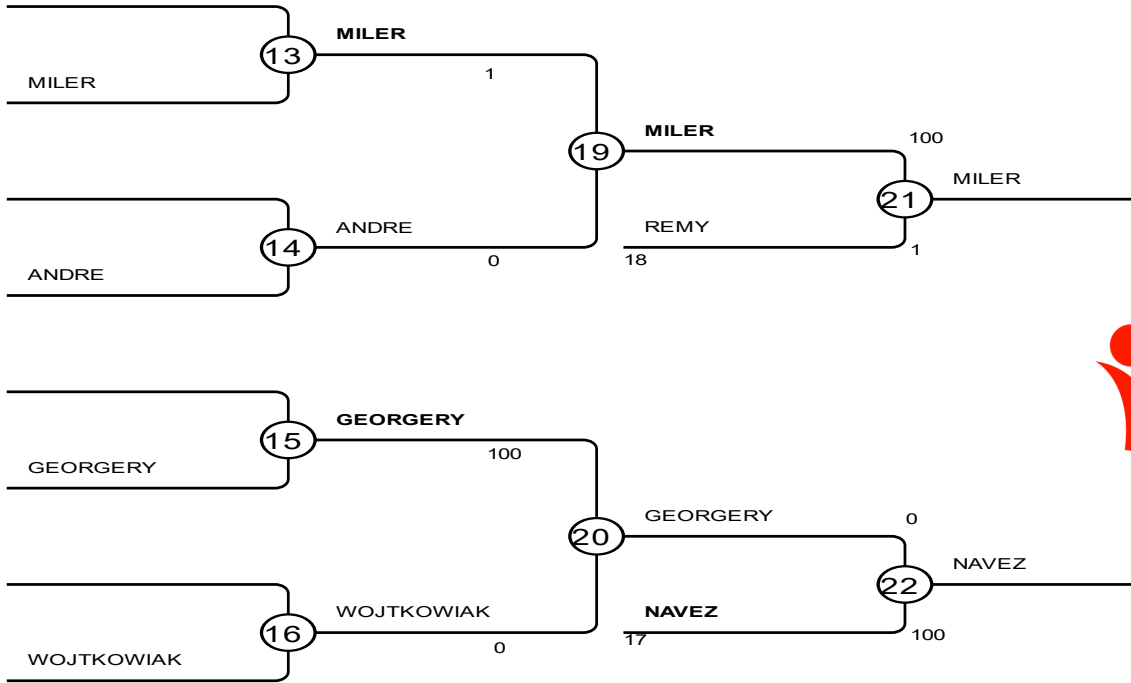 MILER
13
MILER
1
ANDRE
14
ANDRE
0
19
MILER
100
REMY
18
1
21
MILER
GEORGERY
15
GEORGERY
100
WOJTKOWIAK
16
WOJTKOWIAK
0
20
GEORGERY
0
NAVEZ
17
100
22
NAVEZ